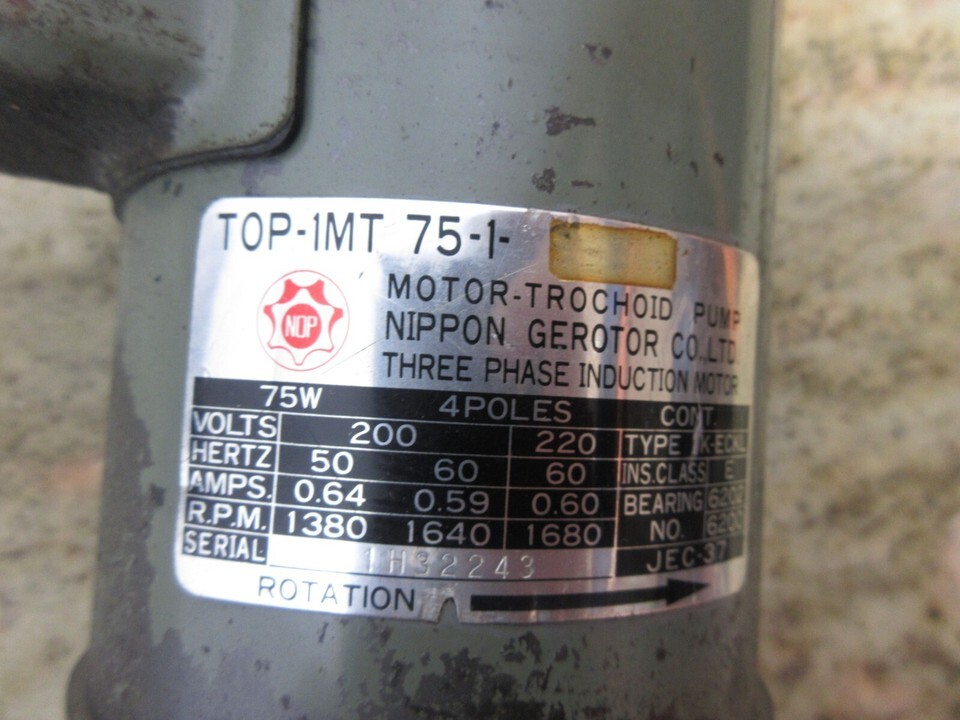 TOP-1MT 75-1-
NOP
MOTOR-TROCHOID PUMP
NIPPON GEROTOR CO.,LTD.
THREE PHASE INDUCTION MOTOR
75W 4POLES CONT.
VOLTS 200 220 TYPE
HERTZ 50 60 60 INS.CLASS E
AMPS. 0.64 0.59 0.60 BEARING
R.P.M. 1380 1640 1680 NO.
SERIAL 1H32243 JEC-37
ROTATION